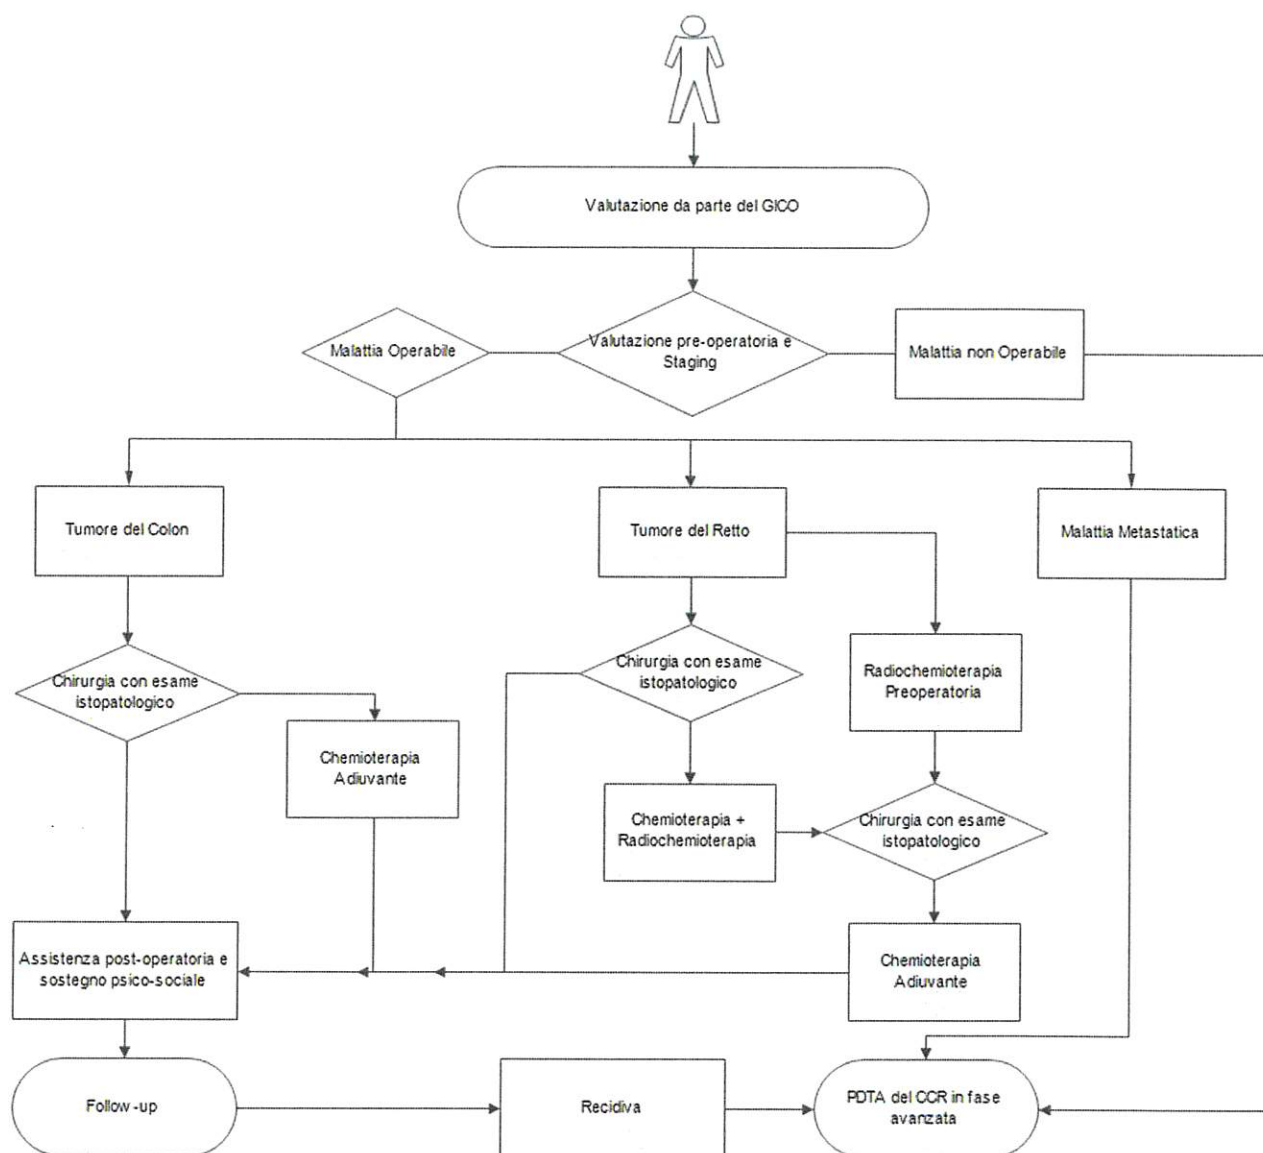 Valutazione da parte del GICO
Malattia Operabile
Valutazione pre-operatoria e
Staging
Malattia non Operabile
Tumore del Colon
Tumore del Retto
Malattia Metastatica
Chirurgia con esame
istopatologico
Chirurgia con esame
istopatologico
Radiochemioterapia
Preoperatoria
Chemioterapia
Adiuvante
Chemioterapia +
Radiochemioterapia
Chirurgia con esame
istopatologico
Assistenza post-operatoria e
sostegno psico-sociale
Chemioterapia
Adiuvante
Follow-up
Recidiva
PDTA del CCR in fase
avanzata